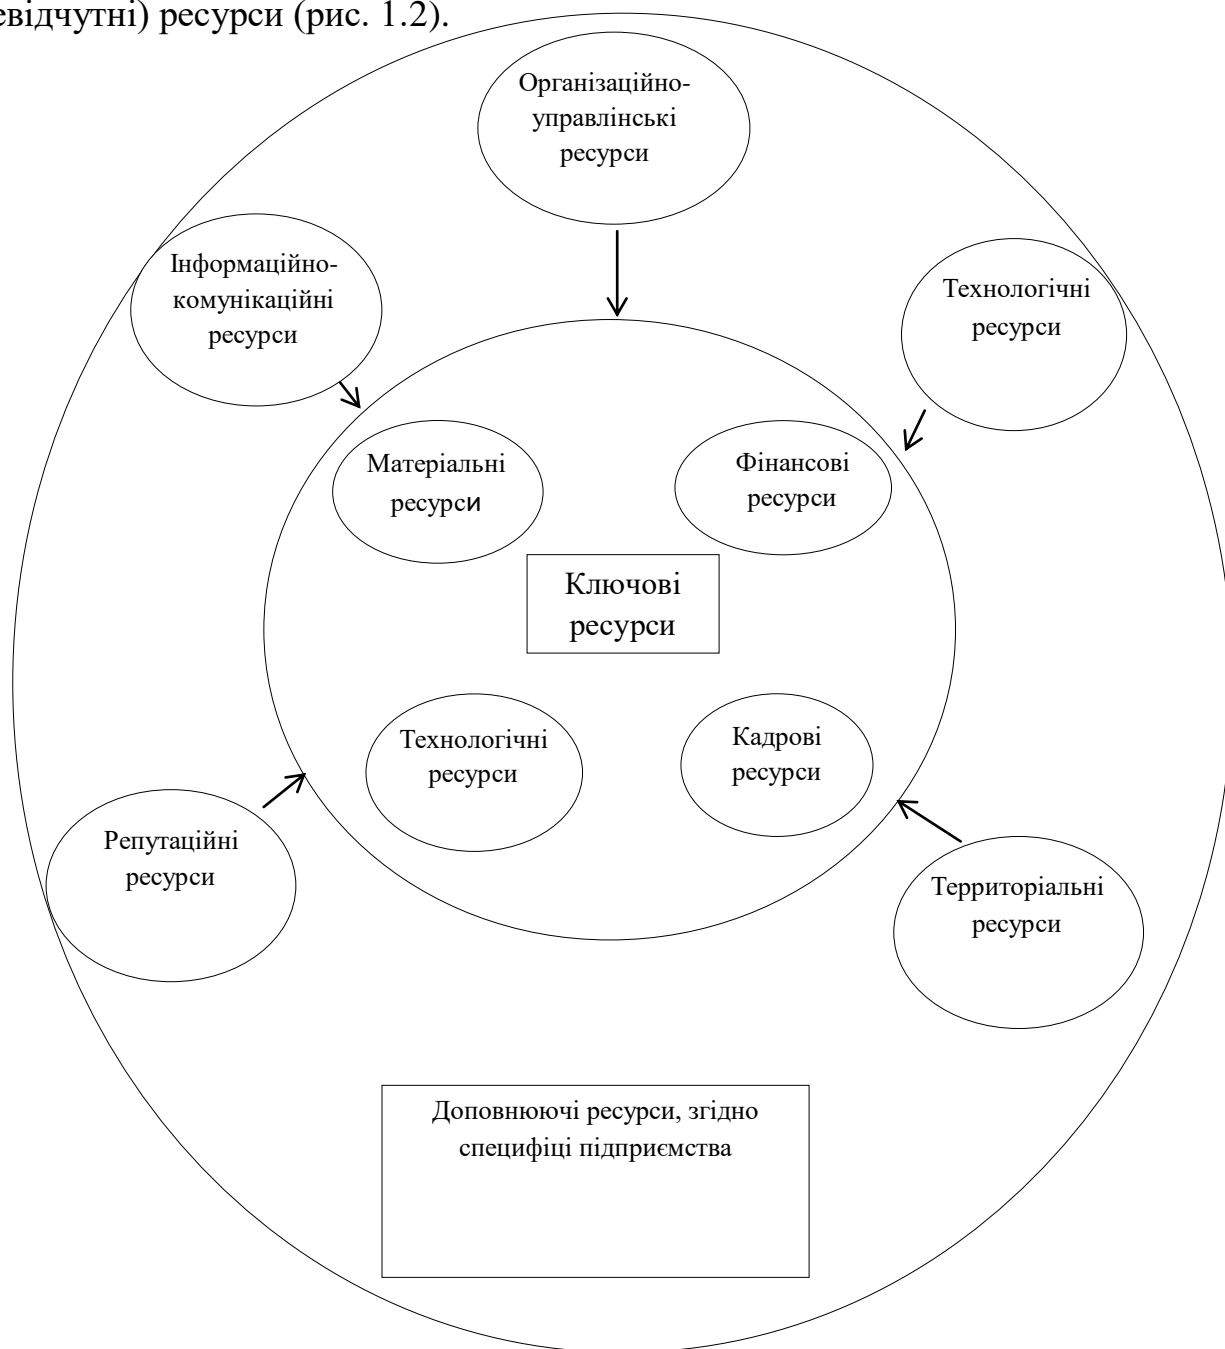 евідчутні) ресурси (рис. 1.2).
Організаційно-
управлінські
ресурси
Інформаційно-
комунікаційні
ресурси
Технологічні
ресурси
Матеріальні
ресурси
Фінансові
ресурси
Ключові
ресурси
Технологічні
ресурси
Кадрові
ресурси
Репутаційні
ресурси
Территоріальні
ресурси
Доповнюючі ресурси, згідно
специфіці підприємства